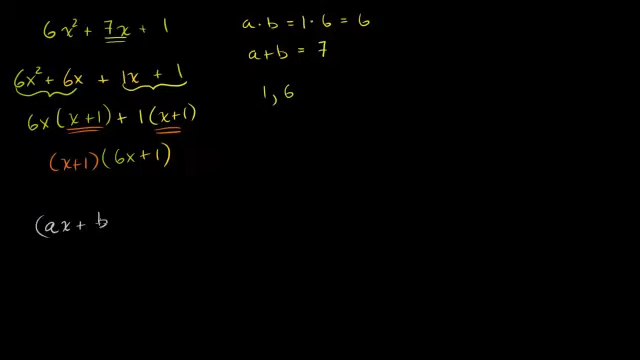 6x² + 7x + 1
6x² + 6x + 1x + 1
6x (x+1) + 1 (x+1)
(x+1) (6x+1)
(ax + b
a · b = 1 · 6 = 6
a + b = 7
1, 6